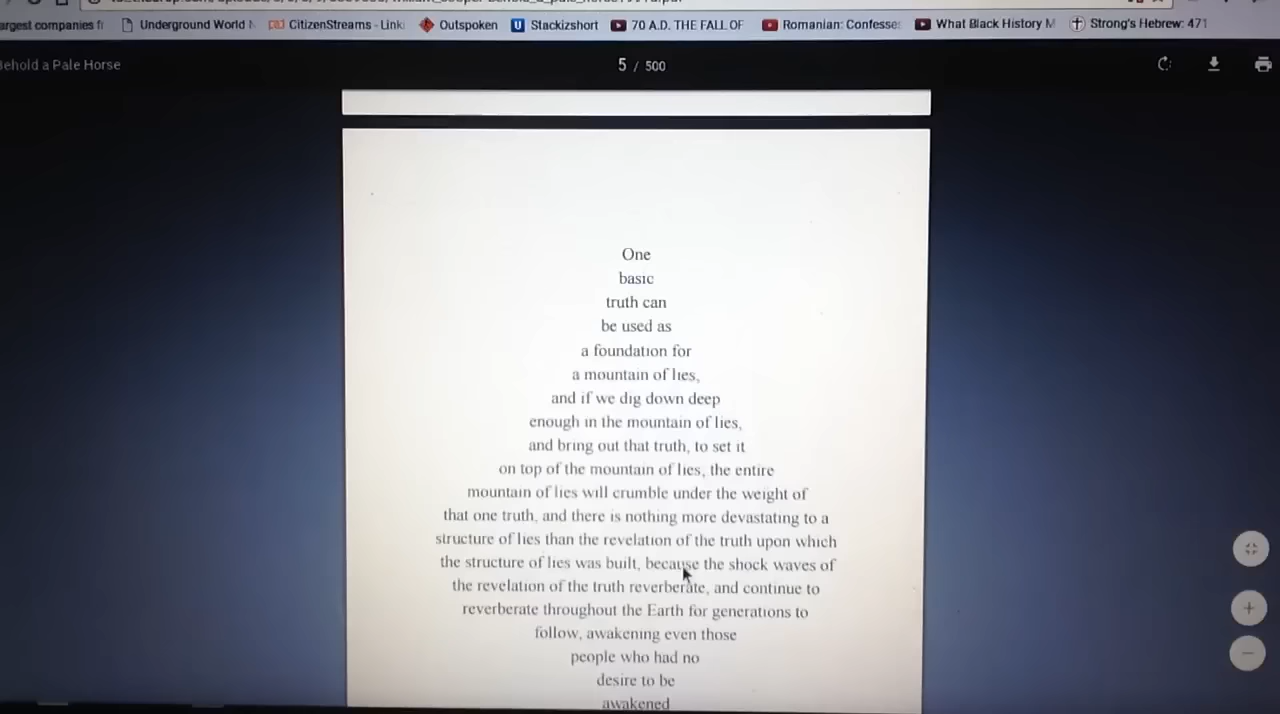 argest companies fr
Underground World N
CitizenStreams - Link
Outspoken
Stackizshort
70 A.D. THE FALL OF
Romanian: Confesse
What Black History M
Strong's Hebrew: 471
ehold a Pale Horse
5 / 500
One
basic
truth can
be used as
a foundation for
a mountain of lies,
and if we dig down deep
enough in the mountain of lies,
and bring out that truth, to set it
on top of the mountain of lies, the entire
mountain of lies will crumble under the weight of
that one truth, and there is nothing more devastating to a
structure of lies than the revelation of the truth upon which
the structure of lies was built, because the shock waves of
the revelation of the truth reverberate, and continue to
reverberate throughout the Earth for generations to
follow, awakening even those
people who had no
desire to be
awakened